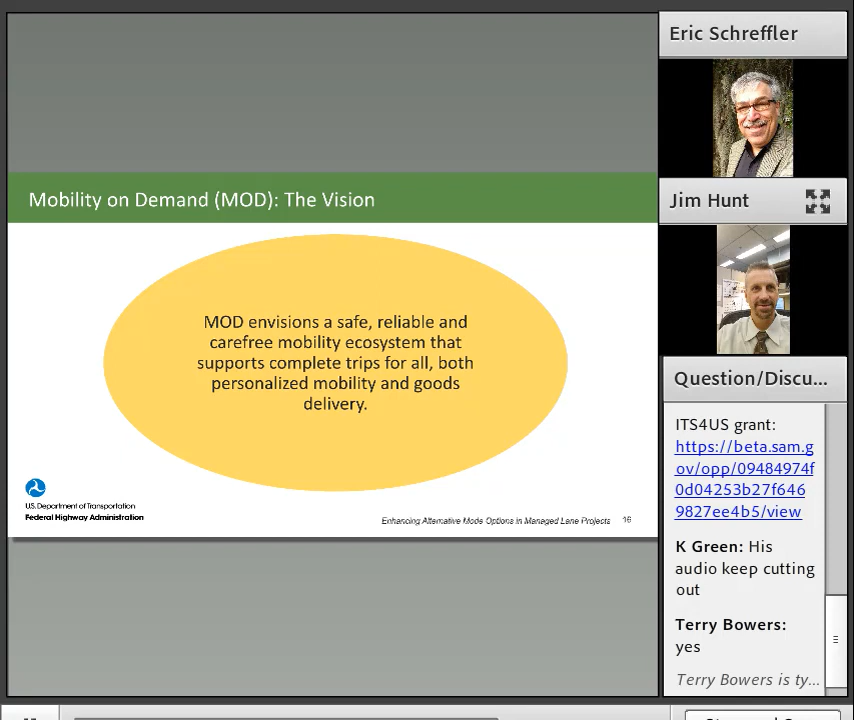 Eric Schreffler
Mobility on Demand (MOD): The Vision
Jim Hunt
MOD envisions a safe, reliable and
carefree mobility ecosystem that
supports complete trips for all, both
personalized mobility and goods
delivery.
U.S. Department of Transportation
Federal Highway Administration
Enhancing Alternative Mode Options in Managed Lane Projects 16
Question/Discu...
ITS4US grant:
https://beta.sam.g
ov/opp/09484974f
0d04253b27f646
9827ee4b5/view
K Green: His
audio keep cutting
out
Terry Bowers:
yes
Terry Bowers is ty...